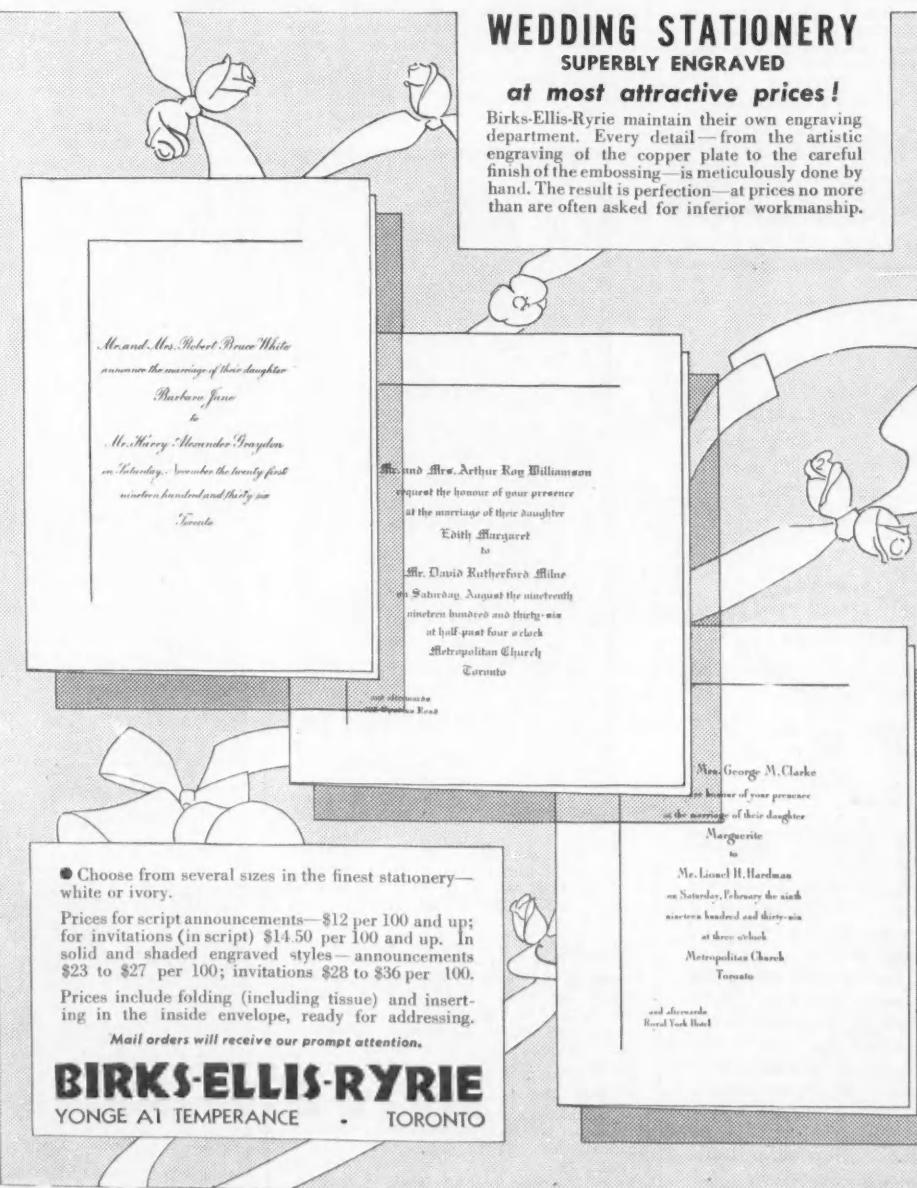 WEDDING STATIONERY
SUPERBLY ENGRAVED
at most attractive prices!
Birks-Ellis-Ryrie maintain their own engraving
department. Every detail—from the artistic
engraving of the copper plate to the careful
finish of the embossing—is meticulously done by
hand. The result is perfection—at prices no more
than are often asked for inferior workmanship.
Mr. and Mrs. Robert Bruce White
announce the marriage of their daughter
Barbara Jane
to
Mr. Harry Alexander Graydon
on Saturday, November the twenty first
nineteen hundred and thirty six
Toronto
Mr. and Mrs. Arthur Roy Williamson
request the honour of your presence
at the marriage of their daughter
Edith Margaret
to
Mr. David Rutherford Milne
on Saturday, August the nineteenth
nineteen hundred and thirty-six
at half-past four o'clock
Metropolitan Church
Toronto
and afterwards
Road
Mrs. George M. Clarke
honour of your presence
at the marriage of their daughter
Marguerite
to
Mr. Lionel H. Hardman
on Saturday, February the ninth
nineteen hundred and thirty-six
at three o'clock
Metropolitan Church
Toronto
and afterwards
Royal York Hotel
● Choose from several sizes in the finest stationery—
white or ivory.
Prices for script announcements—$12 per 100 and up;
for invitations (in script) $14.50 per 100 and up. In
solid and shaded engraved styles—announcements
$23 to $27 per 100; invitations $28 to $36 per 100.
Prices include folding (including tissue) and insert-
ing in the inside envelope, ready for addressing.
Mail orders will receive our prompt attention.
BIRKS-ELLIS-RYRIE
YONGE AT TEMPERANCE - TORONTO